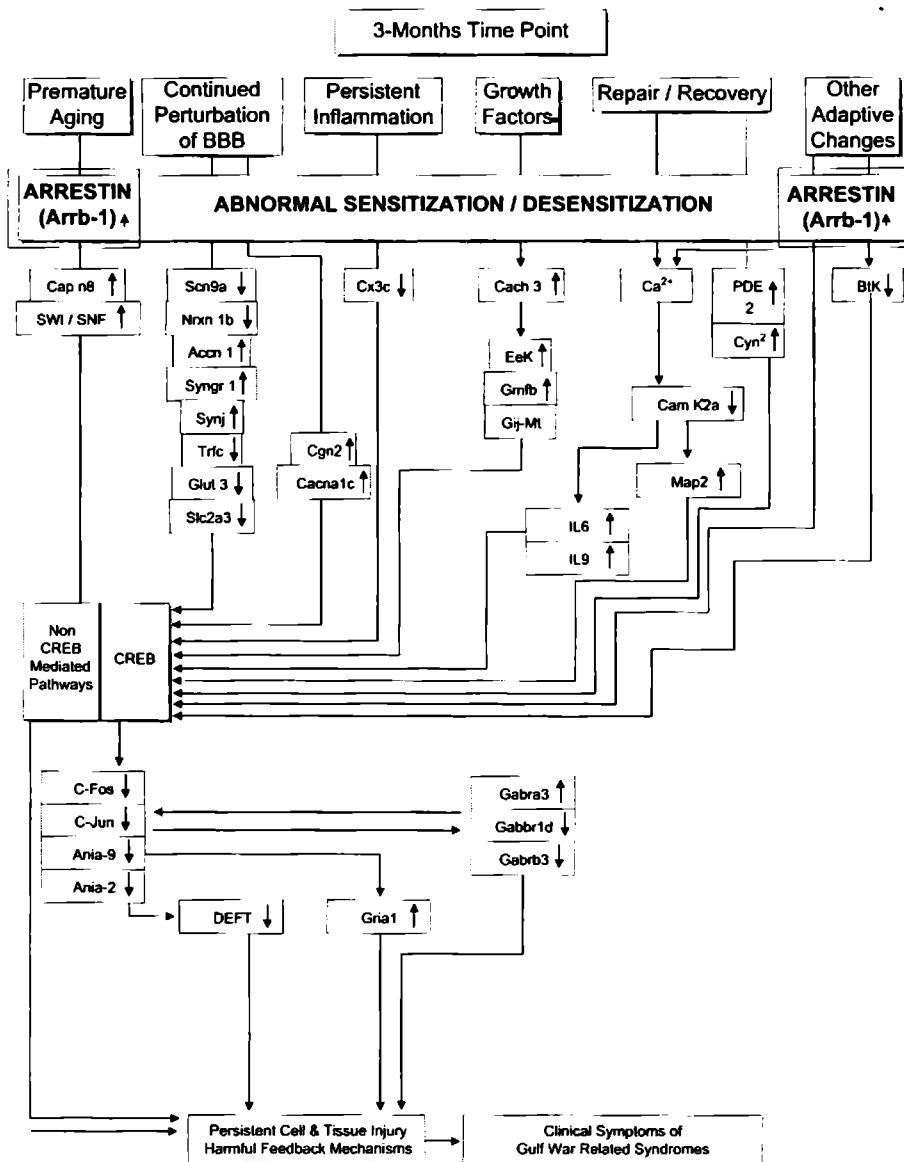 3-Months Time Point
Premature
Aging
Continued
Perturbation
of BBB
Persistent
Inflammation
Growth
Factors
Repair / Recovery
Other
Adaptive
Changes
ARRESTIN
(Arrb-1) ↑
ABNORMAL SENSITIZATION / DESENSITIZATION
ARRESTIN
(Arrb-1) ↑
Cap n8 ↑
SWI / SNF ↑
Scn9a ↓
Nrxn 1b ↓
Accn 1 ↑
Syngr 1 ↑
Synj ↑
Trfc ↓
Glut 3 ↓
Slc2a3 ↓
Cgn2 ↑
Cacna1c ↑
Cx3c ↓
Cach 3 ↑
EeK ↑
Gmfb ↑
Gij-Mt
Ca²⁺
Cam K2a ↓
Map2 ↑
IL6 ↑
IL9 ↑
PDE ↑
2
Cyn² ↑
BtK ↓
Non
CREB
Mediated
Pathways
CREB
C-Fos ↓
C-Jun ↓
Ania-9 ↓
Ania-2 ↓
DEFT ↓
Gria1 ↑
Gabra3 ↑
Gabbr1d ↓
Gabrb3 ↓
Persistent Cell & Tissue Injury
Harmful Feedback Mechanisms
Clinical Symptoms of
Gulf War Related Syndromes